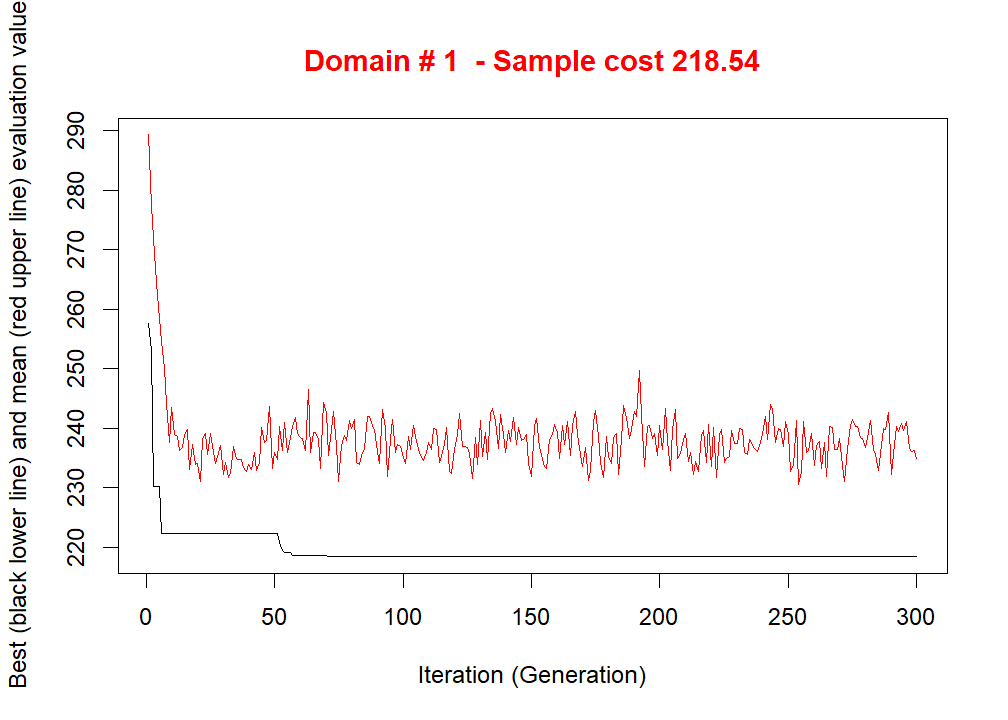 Domain # 1  - Sample cost 218.54
Best (black lower line) and mean (red upper line) evaluation value
290
280
270
260
250
240
230
220
0 50 100 150 200 250 300
Iteration (Generation)